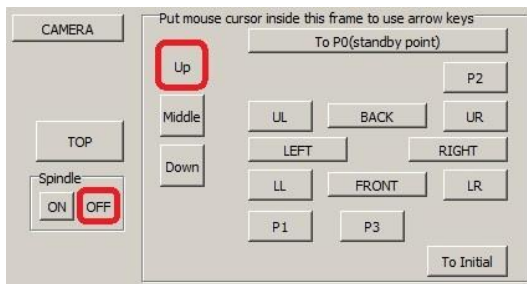 CAMERA
Put mouse cursor inside this frame to use arrow keys
To P0(standby point)
Up
P2
Middle
UL
BACK
UR
TOP
LEFT
RIGHT
Down
Spindle
LL
FRONT
LR
ON
OFF
P1
P3
To Initial